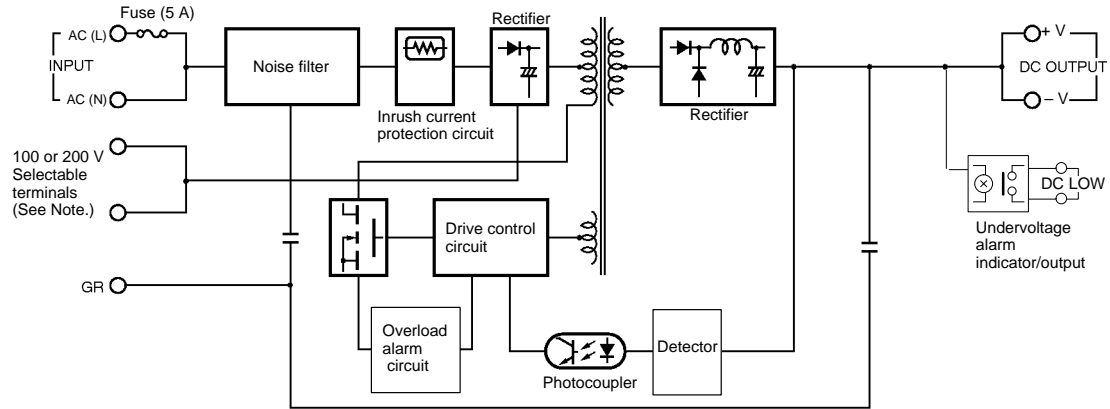 Fuse (5 A)
AC (L)
INPUT
AC (N)
Noise filter
Inrush current
protection circuit
Rectifier
Rectifier
+ V
DC OUTPUT
– V
100 or 200 V
Selectable
terminals
(See Note.)
DC LOW
Undervoltage
alarm
indicator/output
Drive control
circuit
GR
Overload
alarm
circuit
Photocoupler
Detector